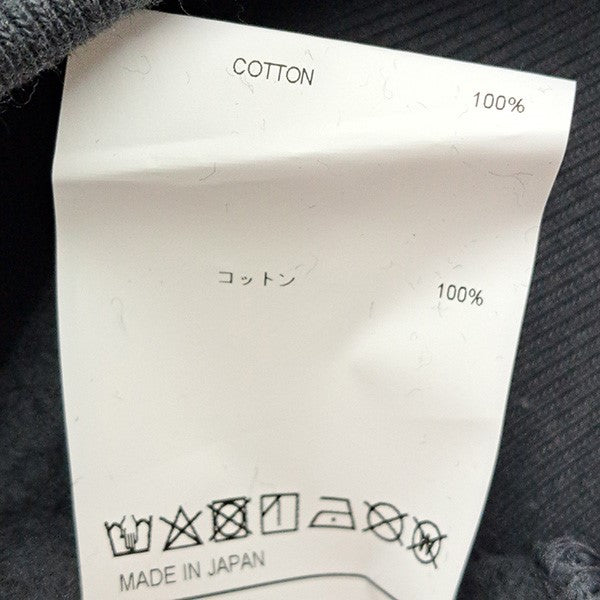 COTTON 100%
コットン 100%
MADE IN JAPAN